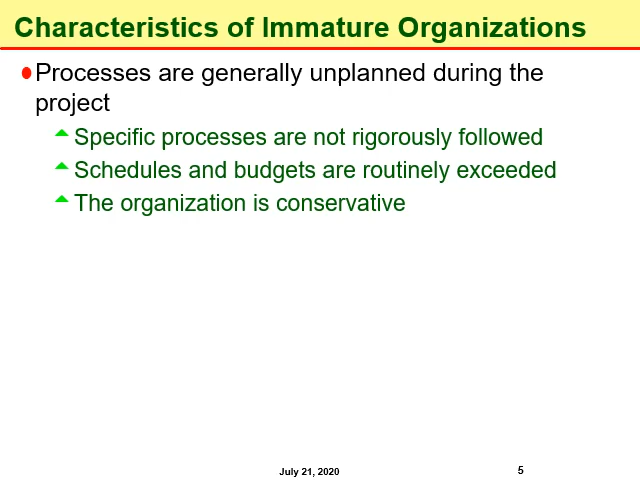 Characteristics of Immature Organizations
Processes are generally unplanned during the
project
Specific processes are not rigorously followed
Schedules and budgets are routinely exceeded
The organization is conservative
July 21, 2020
5